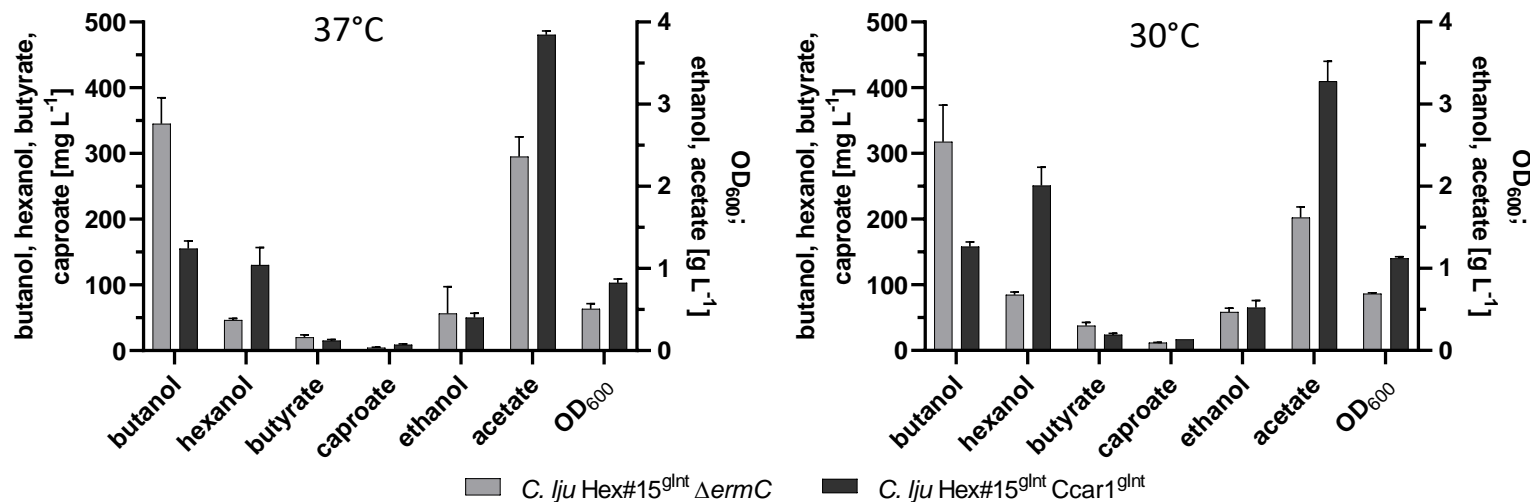 37°C
butanol, hexanol, butyrate,
caproate [mg L⁻¹]
500
400
300
200
100
0
4
3
2
1
0
OD₆₀₀;
ethanol, acetate [g L⁻¹]
butanol
hexanol
butyrate
caproate
ethanol
acetate
OD₆₀₀
30°C
butanol, hexanol, butyrate,
caproate [mg L⁻¹]
500
400
300
200
100
0
4
3
2
1
0
OD₆₀₀;
ethanol, acetate [g L⁻¹]
butanol
hexanol
butyrate
caproate
ethanol
acetate
OD₆₀₀
C. lju Hex#15ᵍᴵⁿᵗ ΔermC
C. lju Hex#15ᵍᴵⁿᵗ Ccar1ᵍᴵⁿᵗ